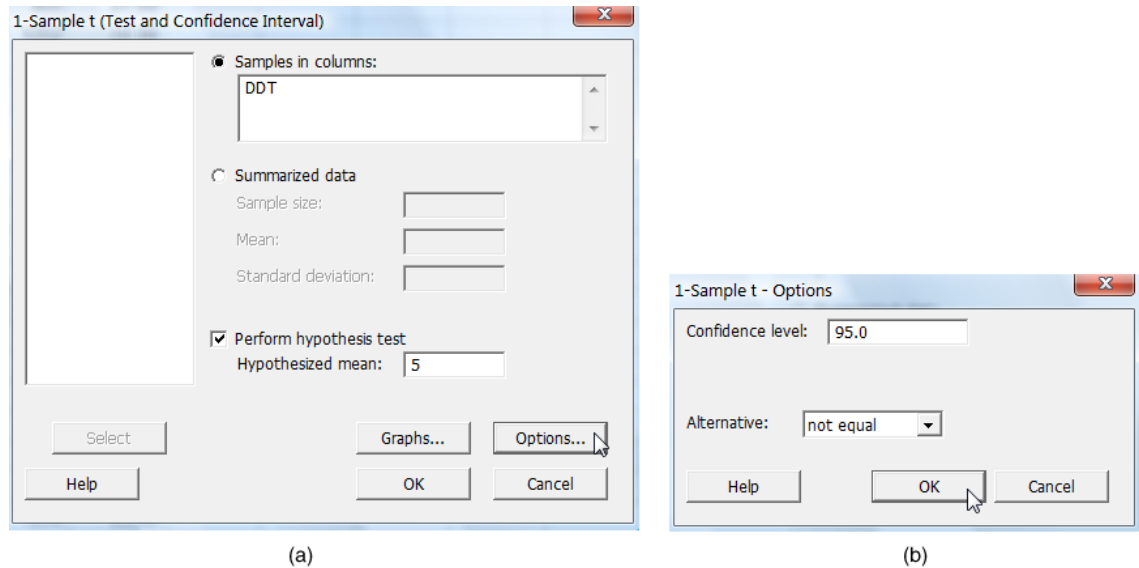 1-Sample t (Test and Confidence Interval)
Samples in columns:
DDT
Summarized data
Sample size:
Mean:
Standard deviation:
Perform hypothesis test
Hypothesized mean: 5
Select
Graphs...
Options...
Help
OK
Cancel
(a)
1-Sample t - Options
Confidence level: 95.0
Alternative: not equal
Help
OK
Cancel
(b)